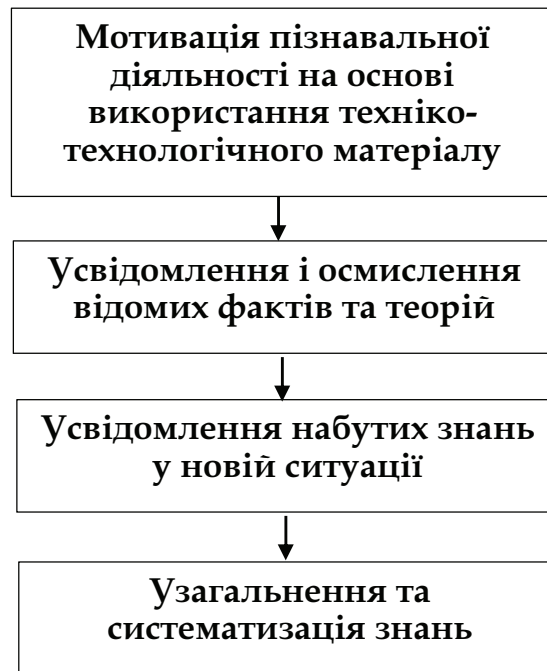 Мотивація пізнавальної
діяльності на основі
використання техніко-
технологічного матеріалу
Усвідомлення і осмислення
відомих фактів та теорій
Усвідомлення набутих знань
у новій ситуації
Узагальнення та
систематизація знань